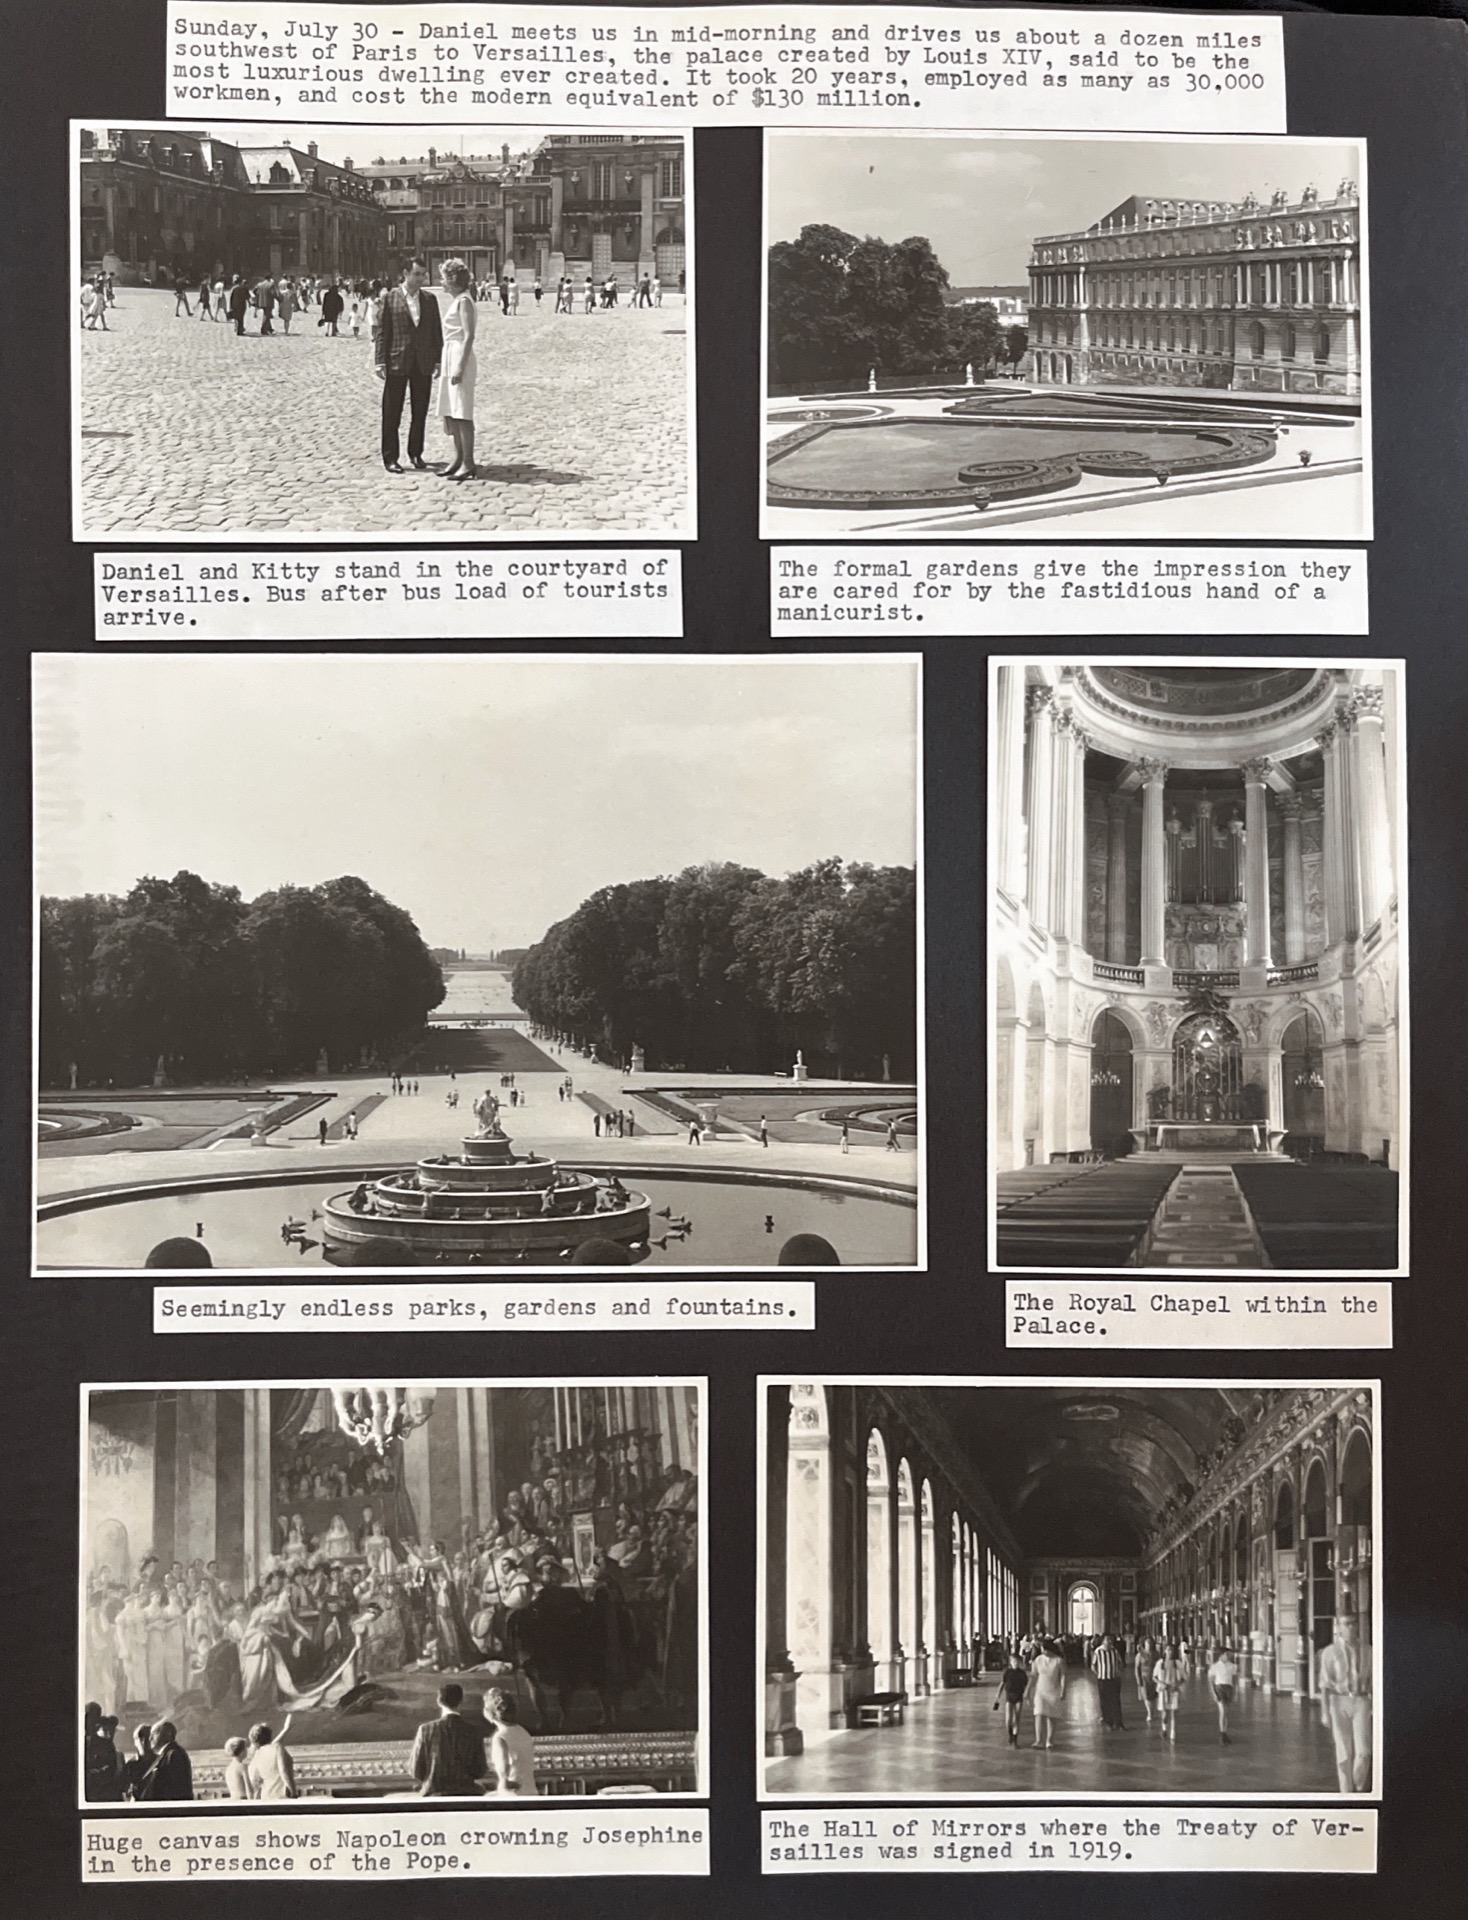 Sunday, July 30 - Daniel meets us in mid-morning and drives us about a dozen miles
southwest of Paris to Versailles, the palace created by Louis XIV, said to be the
most luxurious dwelling ever created. It took 20 years, employed as many as 30,000
workmen, and cost the modern equivalent of $130 million.
Daniel and Kitty stand in the courtyard of
Versailles. Bus after bus load of tourists
arrive.
The formal gardens give the impression they
are cared for by the fastidious hand of a
manicurist.
Seemingly endless parks, gardens and fountains.
The Royal Chapel within the
Palace.
Huge canvas shows Napoleon crowning Josephine
in the presence of the Pope.
The Hall of Mirrors where the Treaty of Ver-
sailles was signed in 1919.